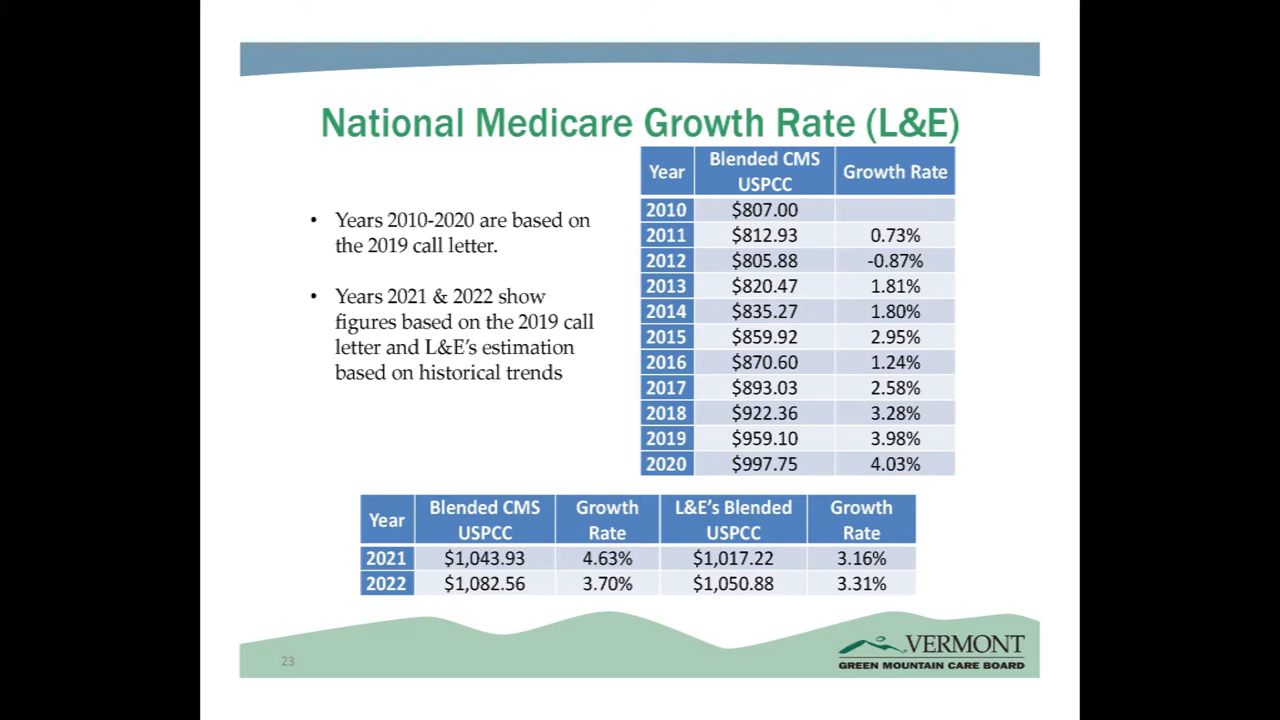 National Medicare Growth Rate (L&E)
• Years 2010-2020 are based on
the 2019 call letter.
• Years 2021 & 2022 show
figures based on the 2019 call
letter and L&E's estimation
based on historical trends
Year Blended CMS USPCC Growth Rate
2010 $807.00
2011 $812.93 0.73%
2012 $805.88 -0.87%
2013 $820.47 1.81%
2014 $835.27 1.80%
2015 $859.92 2.95%
2016 $870.60 1.24%
2017 $893.03 2.58%
2018 $922.36 3.28%
2019 $959.10 3.98%
2020 $997.75 4.03%
Year Blended CMS USPCC Growth Rate L&E's Blended USPCC Growth Rate
2021 $1,043.93 4.63% $1,017.22 3.16%
2022 $1,082.56 3.70% $1,050.88 3.31%
23
VERMONT
GREEN MOUNTAIN CARE BOARD